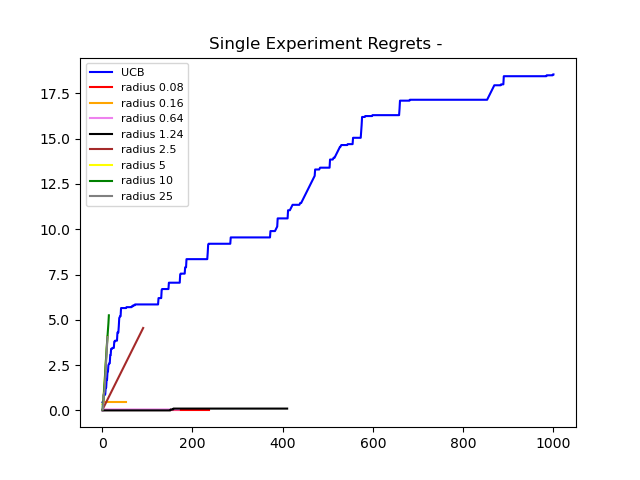 Single Experiment Regrets -
UCB
radius 0.08
radius 0.16
radius 0.64
radius 1.24
radius 2.5
radius 5
radius 10
radius 25
17.5
15.0
12.5
10.0
7.5
5.0
2.5
0.0
0 200 400 600 800 1000